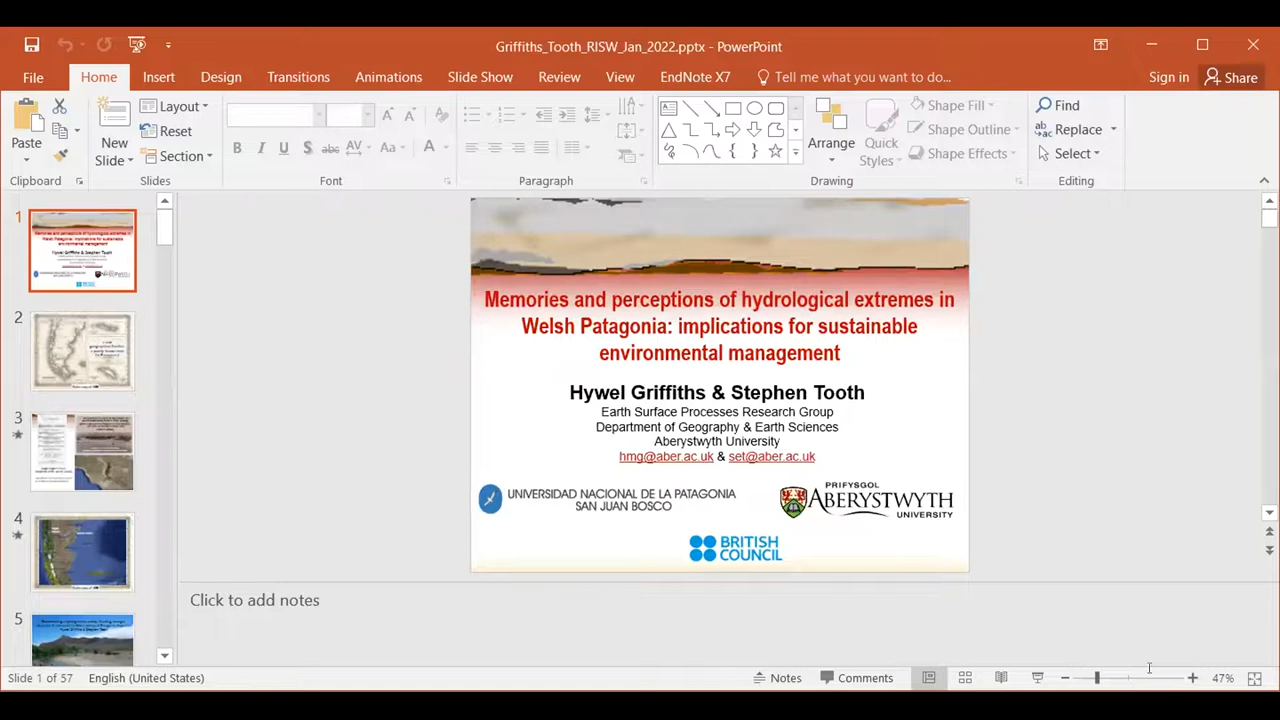 Griffiths_Tooth_RISW_Jan_2022.pptx - PowerPoint
File Home Insert Design Transitions Animations Slide Show Review View EndNote X7 Tell me what you want to do... Sign in Share
Paste
New Slide
Layout
Reset
Section
Arrange
Quick Styles
Shape Fill
Shape Outline
Shape Effects
Find
Replace
Select
Clipboard Slides Font Paragraph Drawing Editing
1
2
3
4
5
Memories and perceptions of hydrological extremes in
Welsh Patagonia: implications for sustainable
environmental management
Hywel Griffiths & Stephen Tooth
Earth Surface Processes Research Group
Department of Geography & Earth Sciences
Aberystwyth University
hmg@aber.ac.uk & set@aber.ac.uk
UNIVERSIDAD NACIONAL DE LA PATAGONIA
SAN JUAN BOSCO
PRIFYSGOL
ABERYSTWYTH
UNIVERSITY
BRITISH
COUNCIL
Click to add notes
Slide 1 of 57 English (United States) Notes Comments 47%